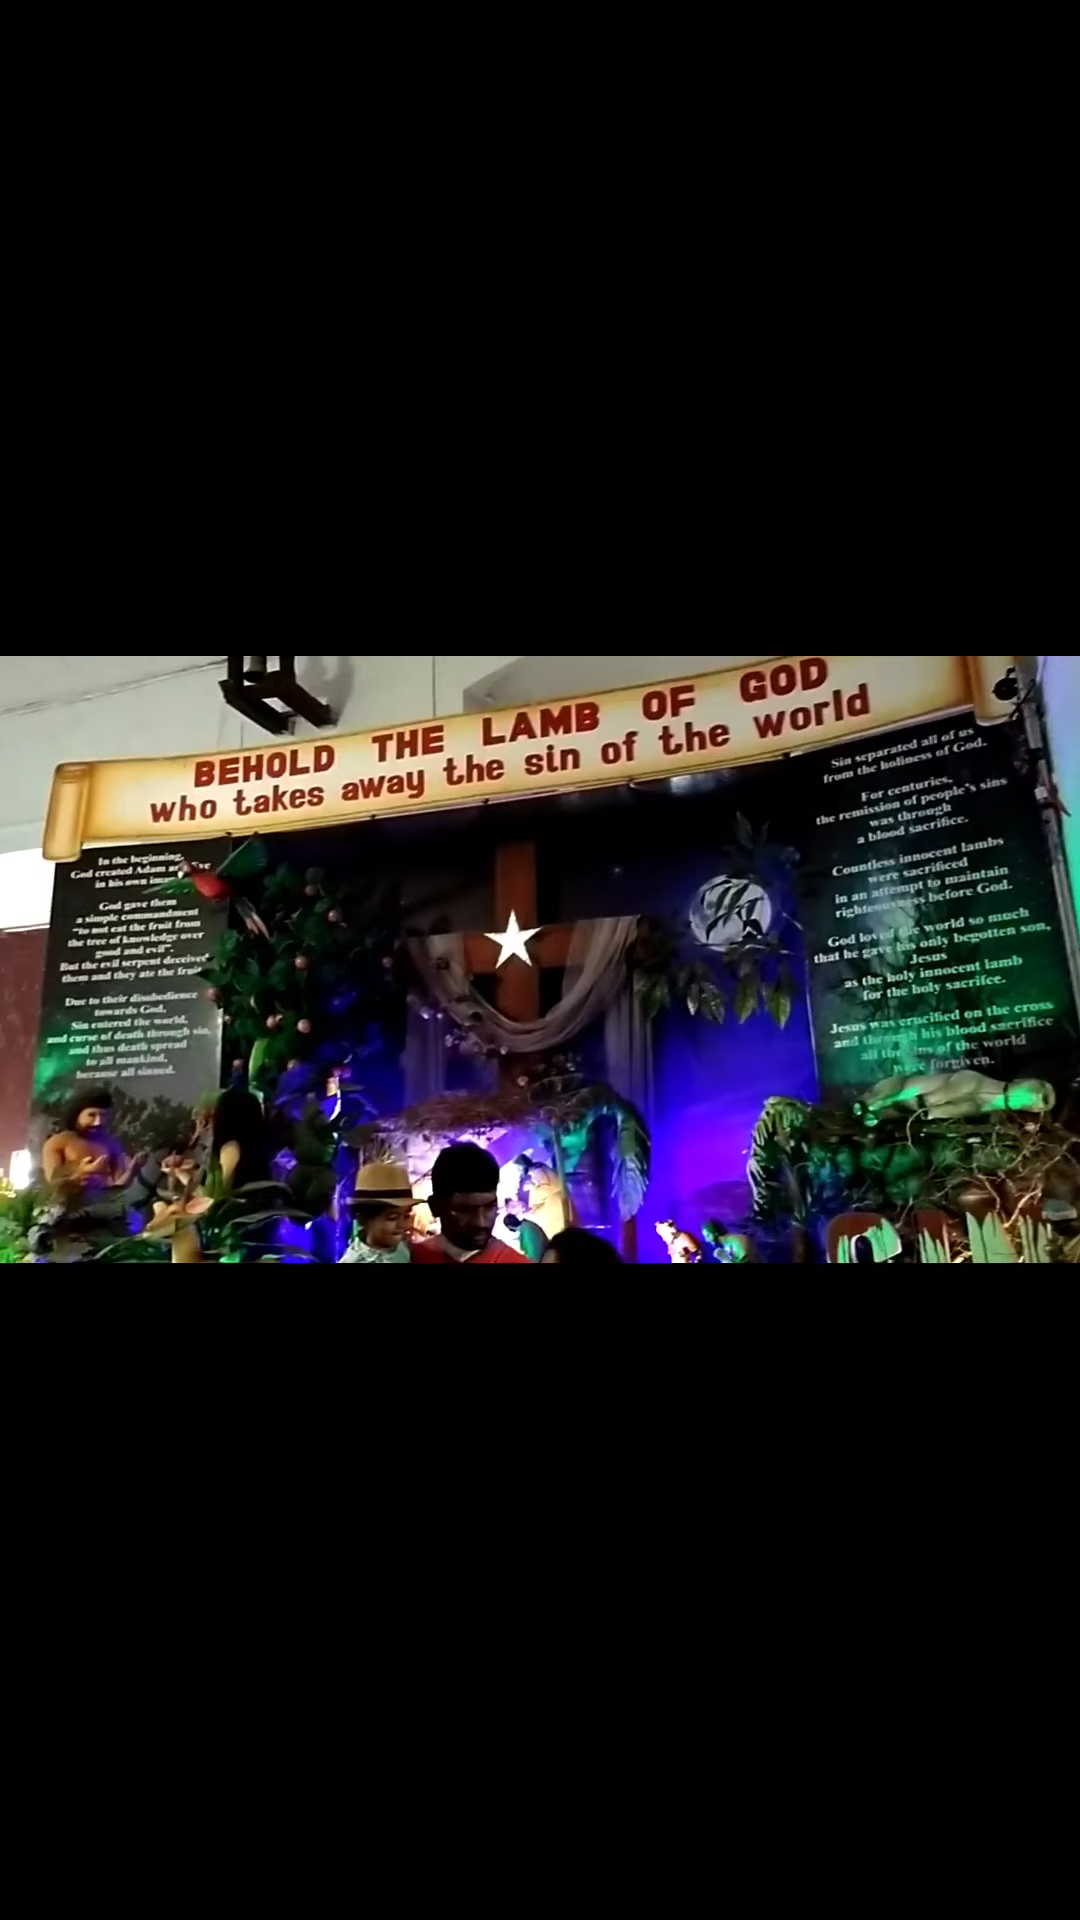 BEHOLD THE LAMB OF GOD
who takes away the sin of the world
In the beginning,
God created Adam
in his own
God gave them
a simple commandment
"to not eat the fruit from
the tree of knowledge over
good and evil".
But the evil serpent deceived
them and they ate the fruit
Due to their disobedience
towards God,
Sin entered the world,
and curse of death through sin,
and thus death spread
to all mankind,
because all sinned.
Sin separated all of us
from the holiness of God.
For centuries,
the remission of people's sins
was through
a blood sacrifice.
Countless innocent lambs
were sacrificed
in an attempt to maintain
righteousness before God.
God loved the world so much
that he gave his only begotten son,
Jesus
as the holy innocent lamb
for the holy sacrifce.
Jesus was crucified on the cross
and through his blood sacrifice
all the sins of the world
were forgiven.